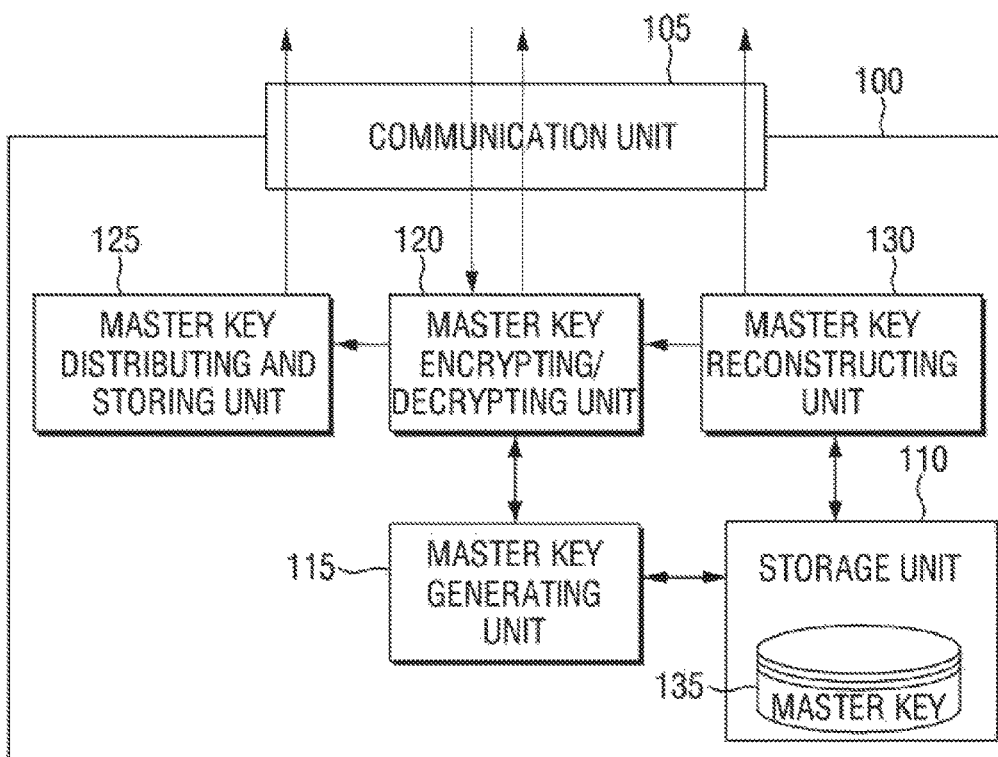 105
100
COMMUNICATION UNIT
125
120
130
MASTER KEY
DISTRIBUTING AND
STORING UNIT
MASTER KEY
ENCRYPTING/
DECRYPTING UNIT
MASTER KEY
RECONSTRUCTING
UNIT
110
115
MASTER KEY
GENERATING
UNIT
STORAGE UNIT
135
MASTER KEY